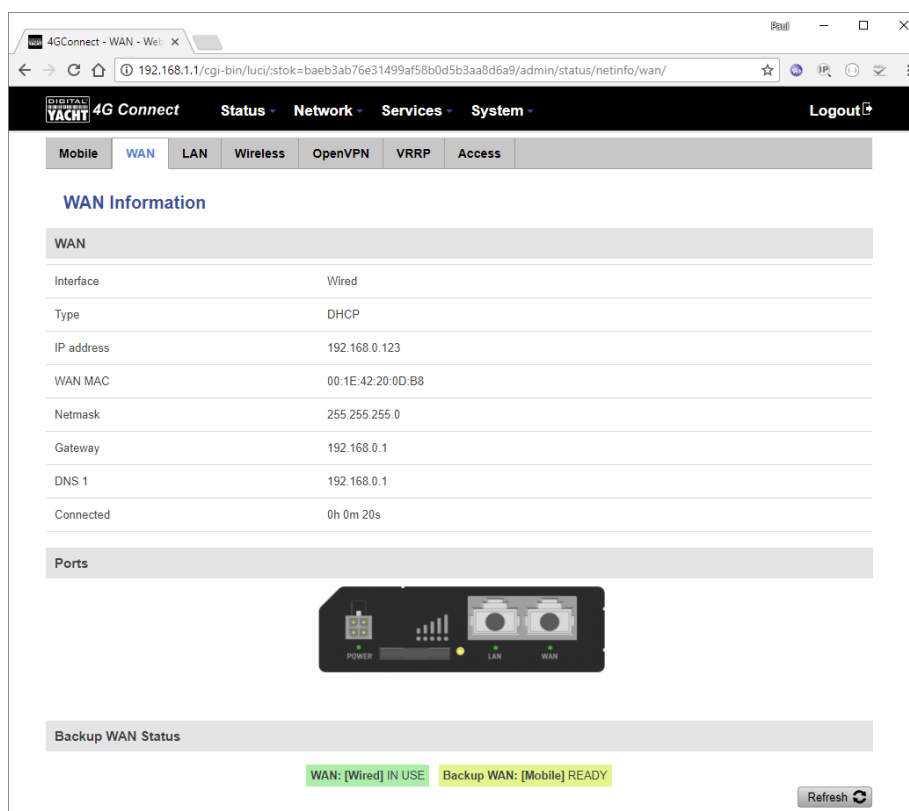 Paul
4GConnect - WAN - Web
192.168.1.1/cgi-bin/luci/;stok=baeb3ab76e31499af58b0d5b3aa8d6a9/admin/status/netinfo/wan/
DIGITAL YACHT 4G Connect Status Network Services System Logout
Mobile WAN LAN Wireless OpenVPN VRRP Access
WAN Information
WAN
Interface Wired
Type DHCP
IP address 192.168.0.123
WAN MAC 00:1E:42:20:0D:B8
Netmask 255.255.255.0
Gateway 192.168.0.1
DNS 1 192.168.0.1
Connected 0h 0m 20s
Ports
POWER LAN WAN
Backup WAN Status
WAN: [Wired] IN USE Backup WAN: [Mobile] READY
Refresh